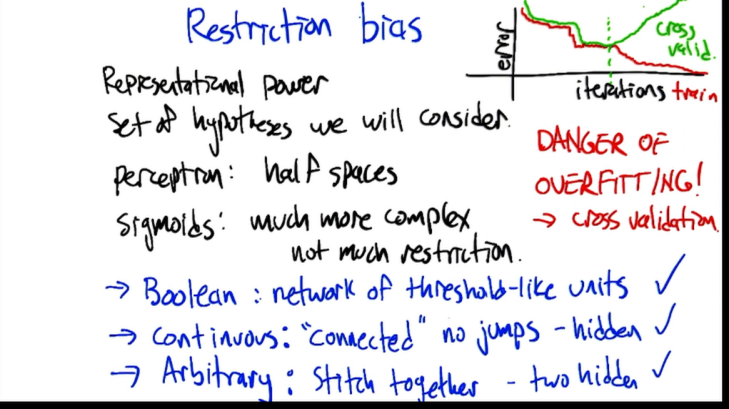 Restriction bias
error
cross
valid.
iterations train
Representational power
set of hypotheses we will consider.
perceptron: half spaces
sigmoids: much more complex
not much restriction.
DANGER OF
OVERFITTING!
→ cross validation
→ Boolean: network of threshold-like units ✓
→ continuous: "connected" no jumps - hidden ✓
→ Arbitrary: stitch together - two hidden ✓